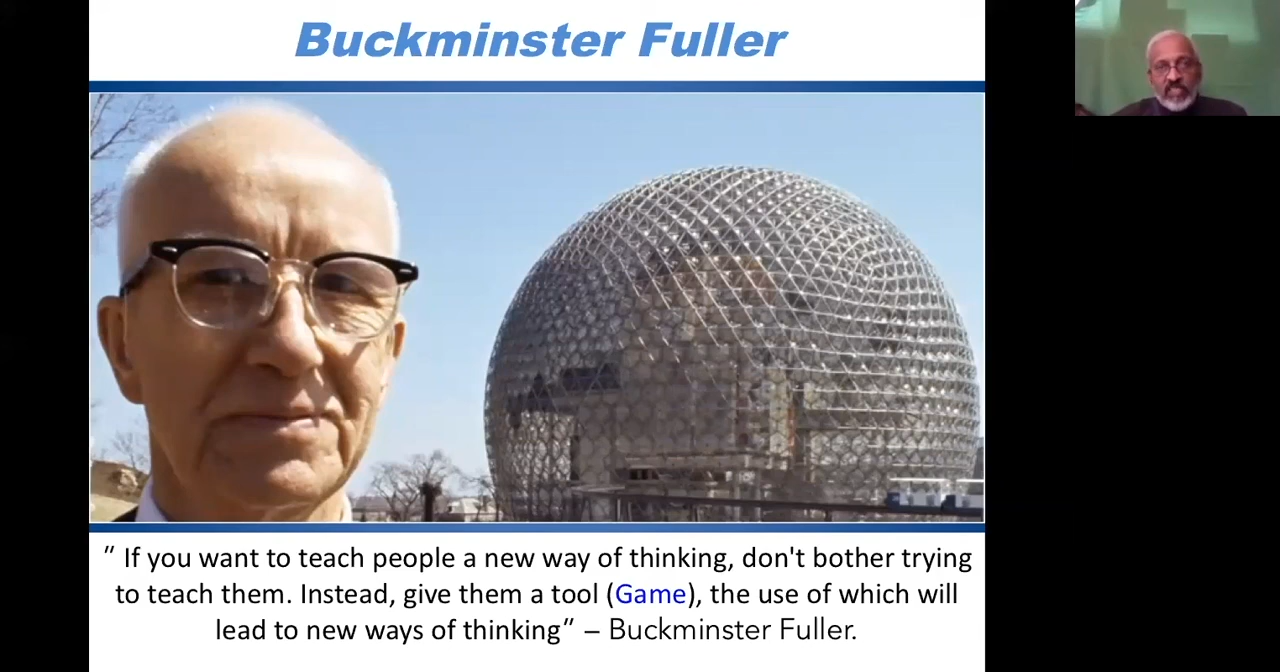 Buckminster Fuller
” If you want to teach people a new way of thinking, don't bother trying
to teach them. Instead, give them a tool (Game), the use of which will
lead to new ways of thinking” – Buckminster Fuller.